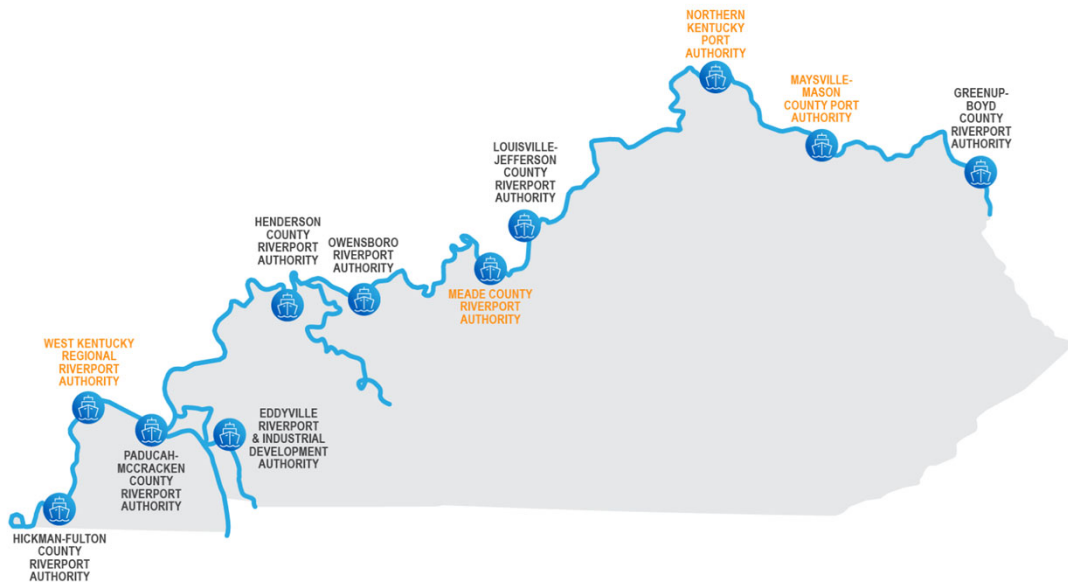 NORTHERN
KENTUCKY
PORT
AUTHORITY
MAYSVILLE-
MASON
COUNTY PORT
AUTHORITY
GREENUP-
BOYD
COUNTY
RIVERPORT
AUTHORITY
LOUISVILLE-
JEFFERSON
COUNTY
RIVERPORT
AUTHORITY
HENDERSON
COUNTY
RIVERPORT
AUTHORITY
OWENSBORO
RIVERPORT
AUTHORITY
MEADE COUNTY
RIVERPORT
AUTHORITY
WEST KENTUCKY
REGIONAL
RIVERPORT
AUTHORITY
EDDYVILLE
RIVERPORT
& INDUSTRIAL
DEVELOPMENT
AUTHORITY
PADUCAH-
MCCRACKEN
COUNTY
RIVERPORT
AUTHORITY
HICKMAN-FULTON
COUNTY
RIVERPORT
AUTHORITY